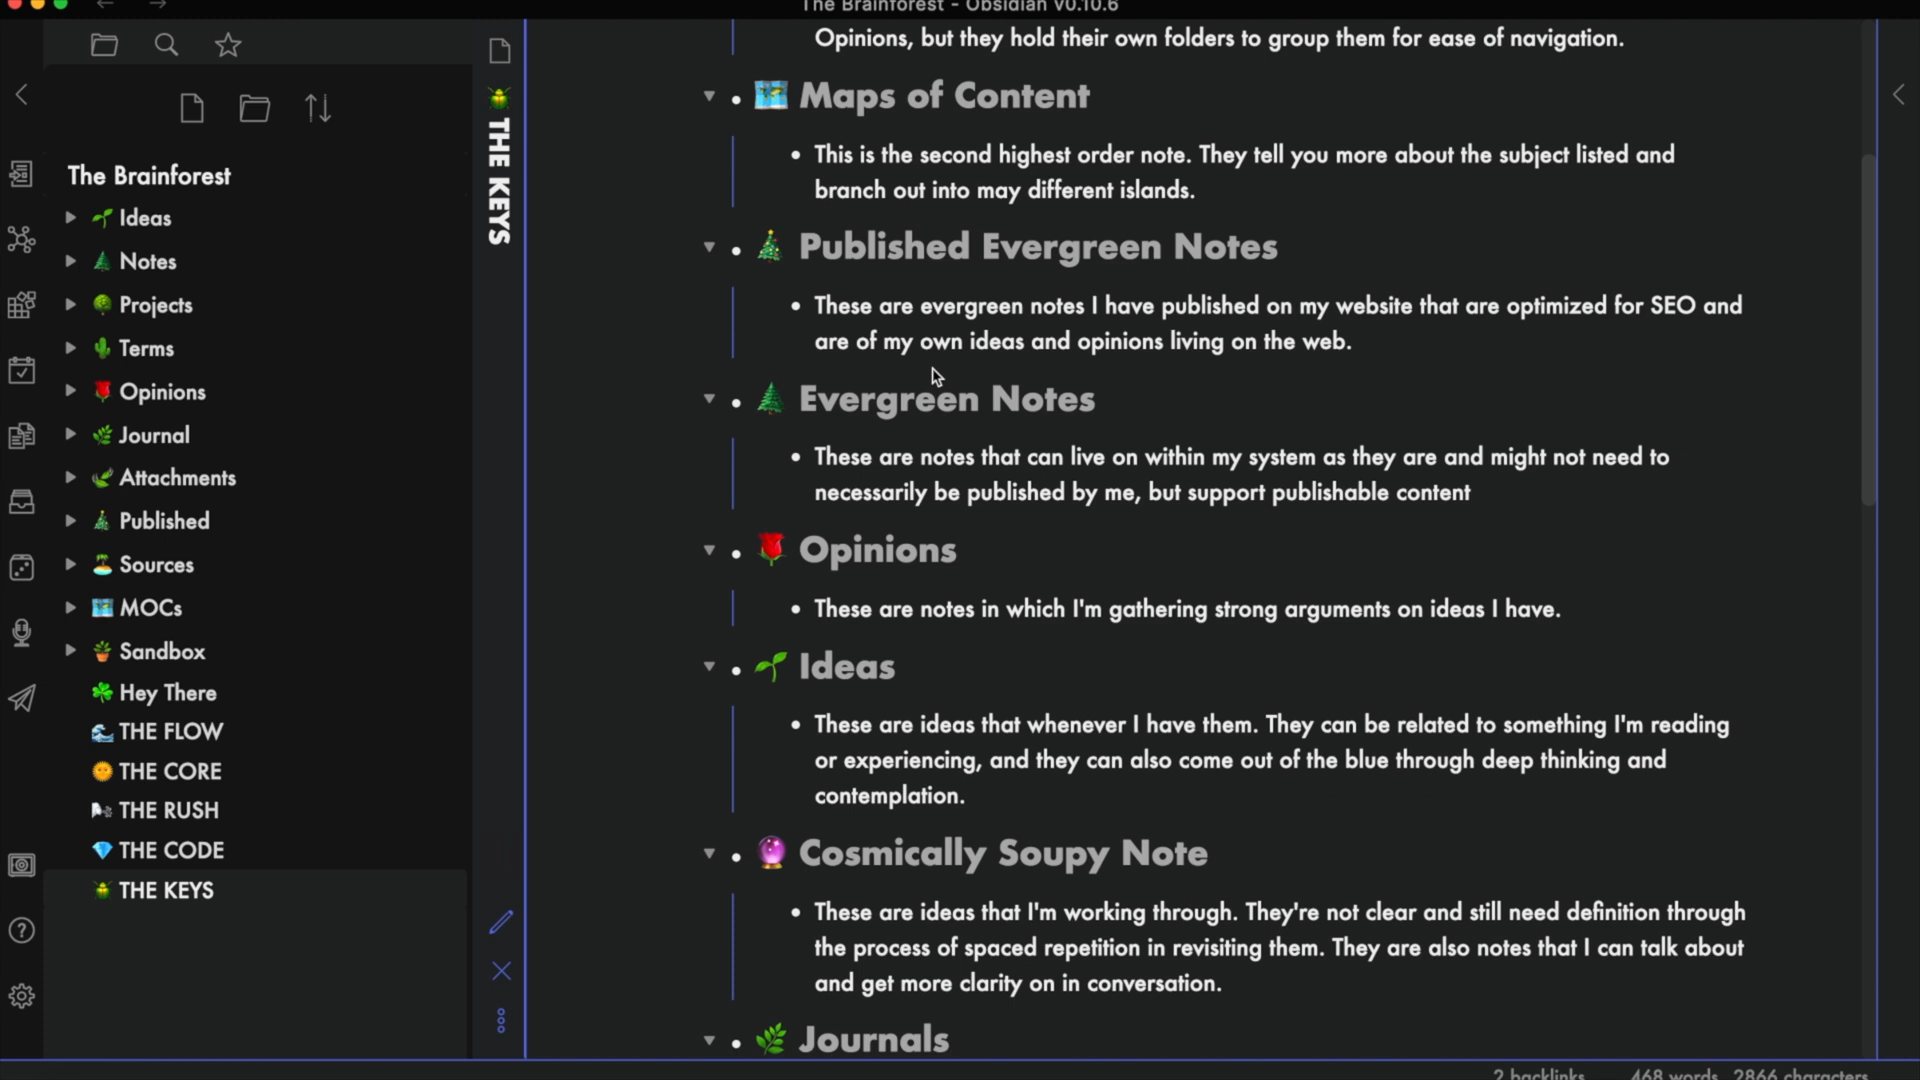 The Brainforest - Obsidian v0.10.6
The Brainforest
Ideas
Notes
Projects
Terms
Opinions
Journal
Attachments
Published
Sources
MOCs
Sandbox
Hey There
THE FLOW
THE CORE
THE RUSH
THE CODE
THE KEYS
THE KEYS
Opinions, but they hold their own folders to group them for ease of navigation.
Maps of Content
This is the second highest order note. They tell you more about the subject listed and
branch out into may different islands.
Published Evergreen Notes
These are evergreen notes I have published on my website that are optimized for SEO and
are of my own ideas and opinions living on the web.
Evergreen Notes
These are notes that can live on within my system as they are and might not need to
necessarily be published by me, but support publishable content
Opinions
These are notes in which I'm gathering strong arguments on ideas I have.
Ideas
These are ideas that whenever I have them. They can be related to something I'm reading
or experiencing, and they can also come out of the blue through deep thinking and
contemplation.
Cosmically Soupy Note
These are ideas that I'm working through. They're not clear and still need definition through
the process of spaced repetition in revisiting them. They are also notes that I can talk about
and get more clarity on in conversation.
Journals
2 backlinks 468 words 2866 characters